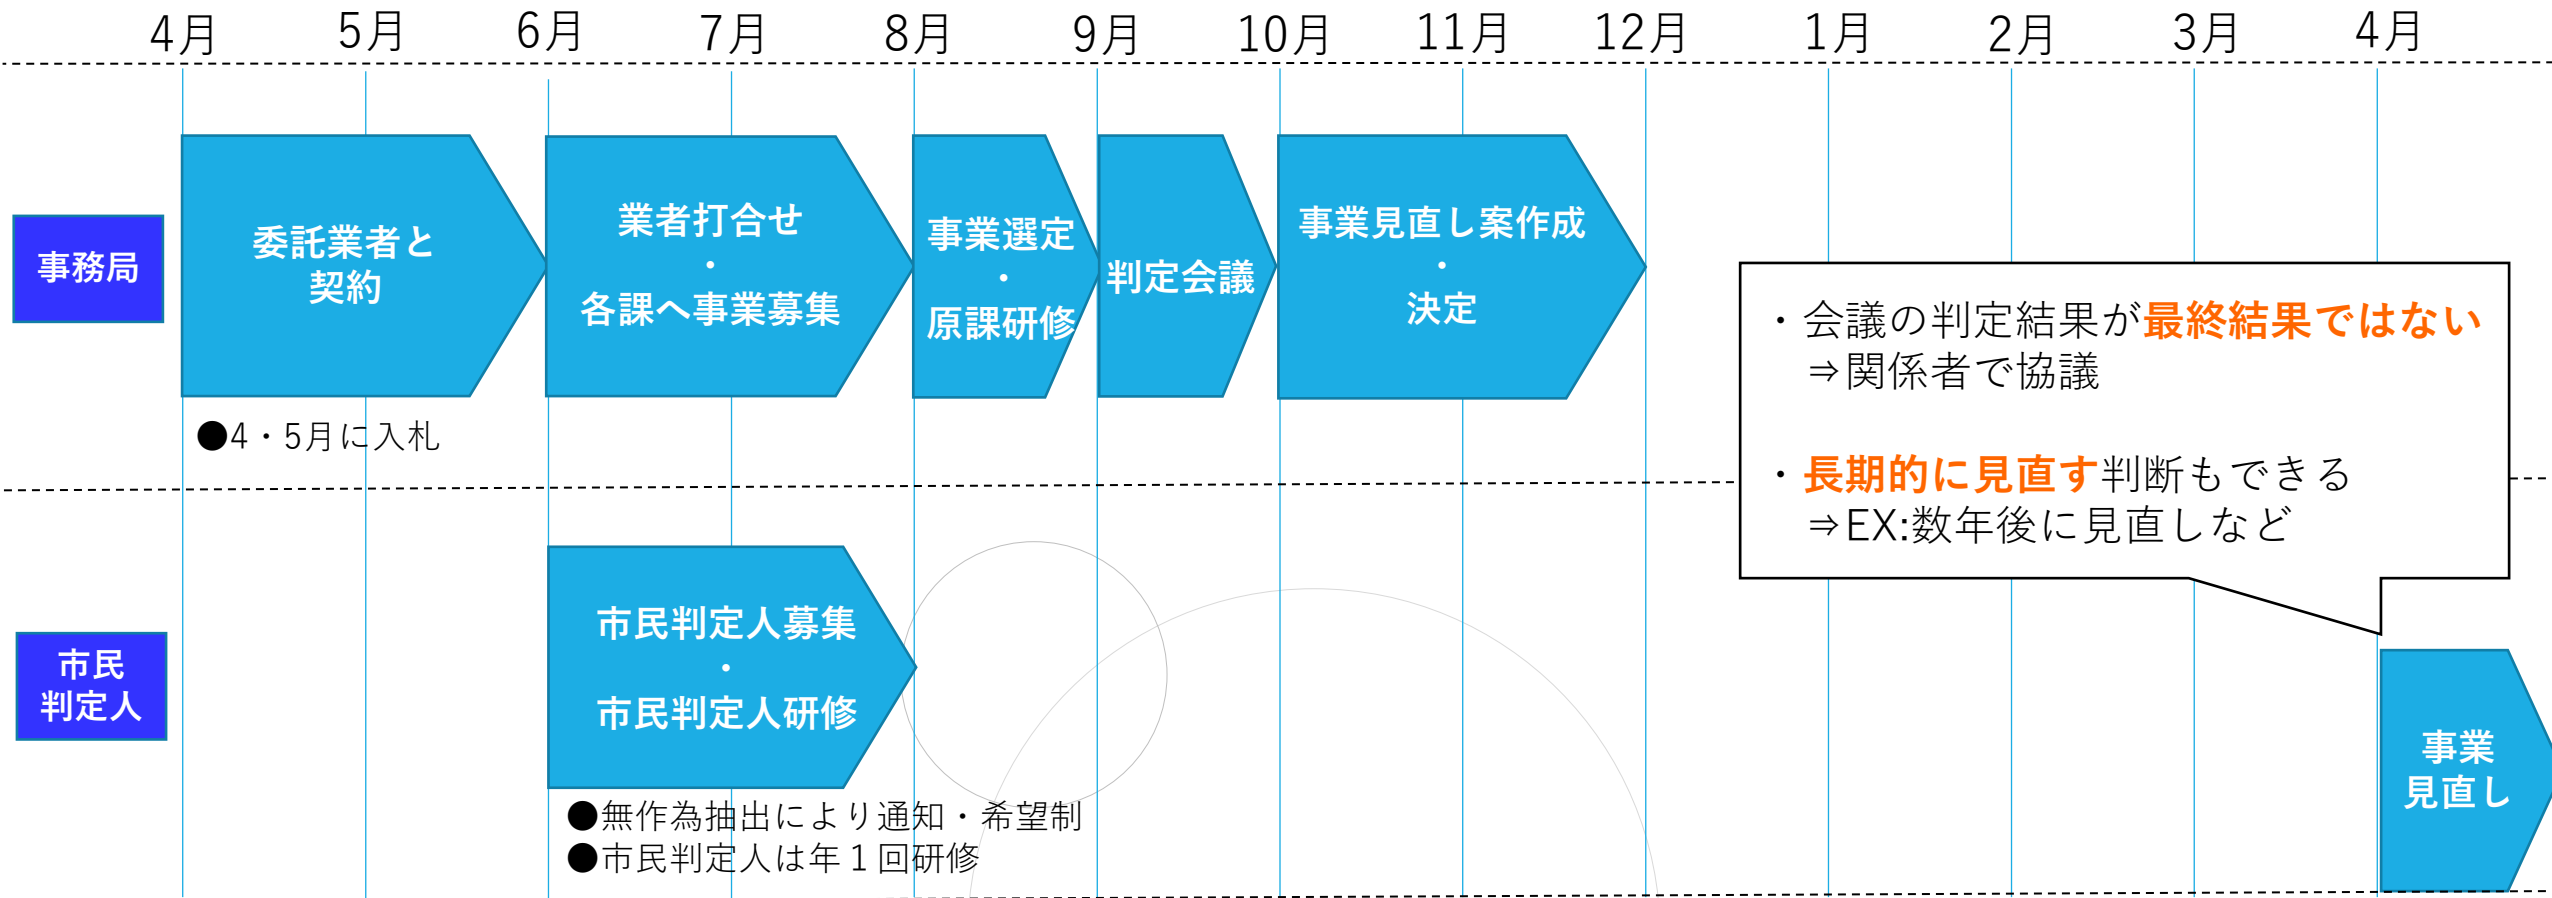 4月 5月 6月 7月 8月 9月 10月 11月 12月 1月 2月 3月 4月
事務局
委託業者と
契約
業者打合せ
・
各課へ事業募集
事業選定
・
原課研修
判定会議
事業見直し案作成
・
決定
●4・5月に入札
・会議の判定結果が最終結果ではない
⇒関係者で協議
・長期的に見直す判断もできる
⇒EX:数年後に見直しなど
市民
判定人
市民判定人募集
・
市民判定人研修
●無作為抽出により通知・希望制
●市民判定人は年１回研修
事業
見直し